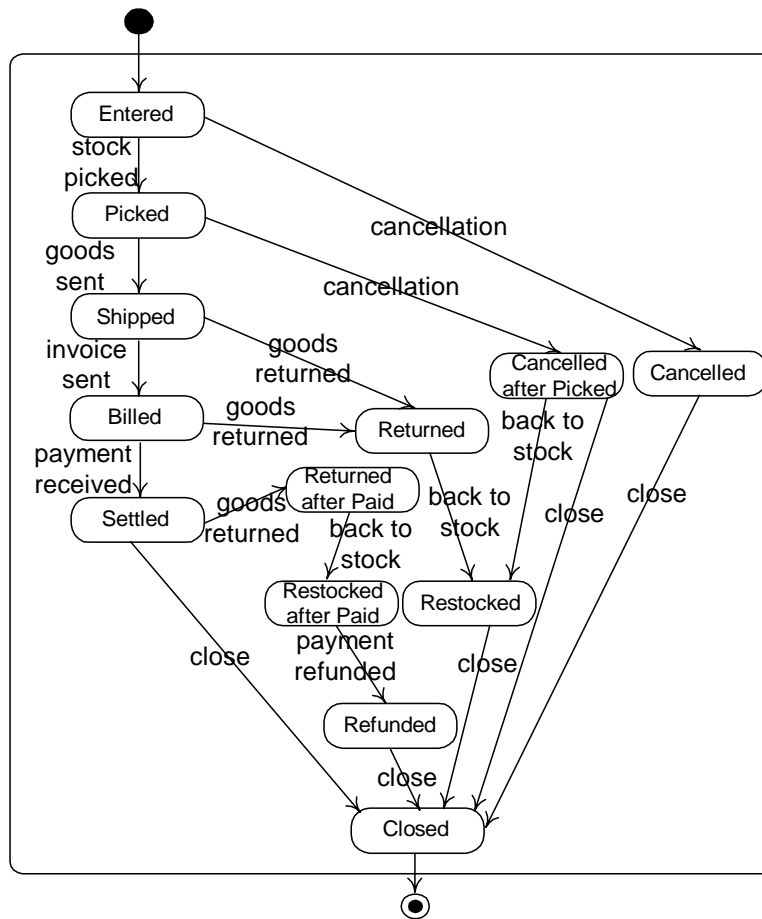 Entered
stock
picked
Picked
cancellation
goods
sent
cancellation
Shipped
invoice
sent
goods
returned
Cancelled
after Picked
Cancelled
Billed
goods
returned
Returned
back to
stock
payment
received
Returned
after Paid
Settled
goods
returned
back to
stock
back to
stock
close
close
Restocked
after Paid
Restocked
payment
refunded
close
close
Refunded
close
Closed